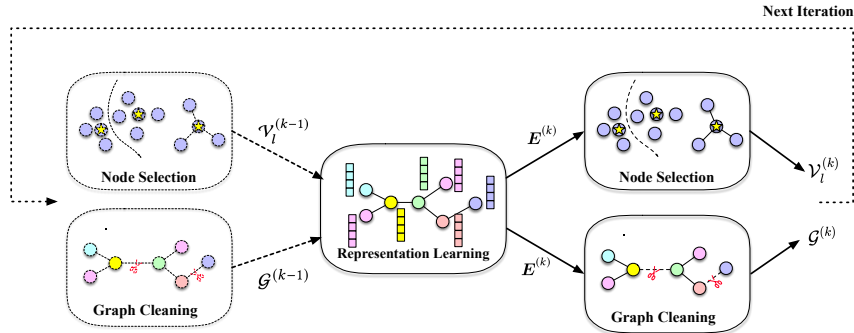 Next Iteration
Node Selection
Graph Cleaning
𝒱_l^{(k-1)}
𝒢^{(k-1)}
Representation Learning
E^{(k)}
E^{(k)}
Node Selection
Graph Cleaning
𝒱_l^{(k)}
𝒢^{(k)}